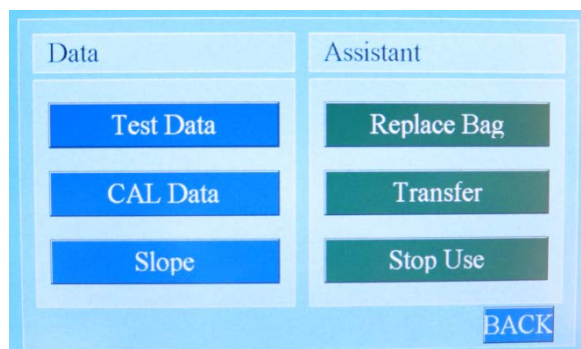 Data
Assistant
Test Data
Replace Bag
CAL Data
Transfer
Slope
Stop Use
BACK